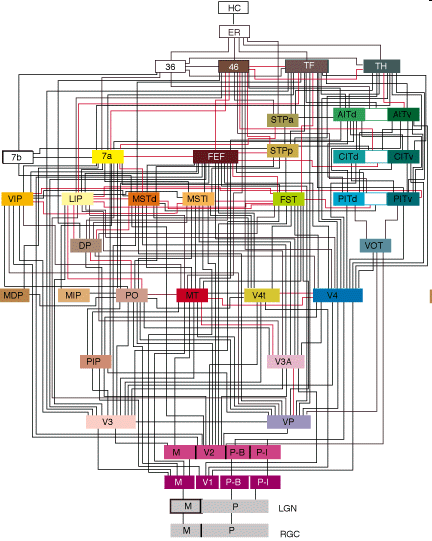 HC
ER
36 46 TF TH
STPa AITd AITv
7b 7a FEF STPp CITd CITv
VIP LIP MSTd MSTl FST PITd PITv
DP VOT
MDP MIP PO MT V4t V4
PIP V3A
V3 VP
M V2 P-B P-I
M V1 P-B P-I
M P LGN
M P RGC